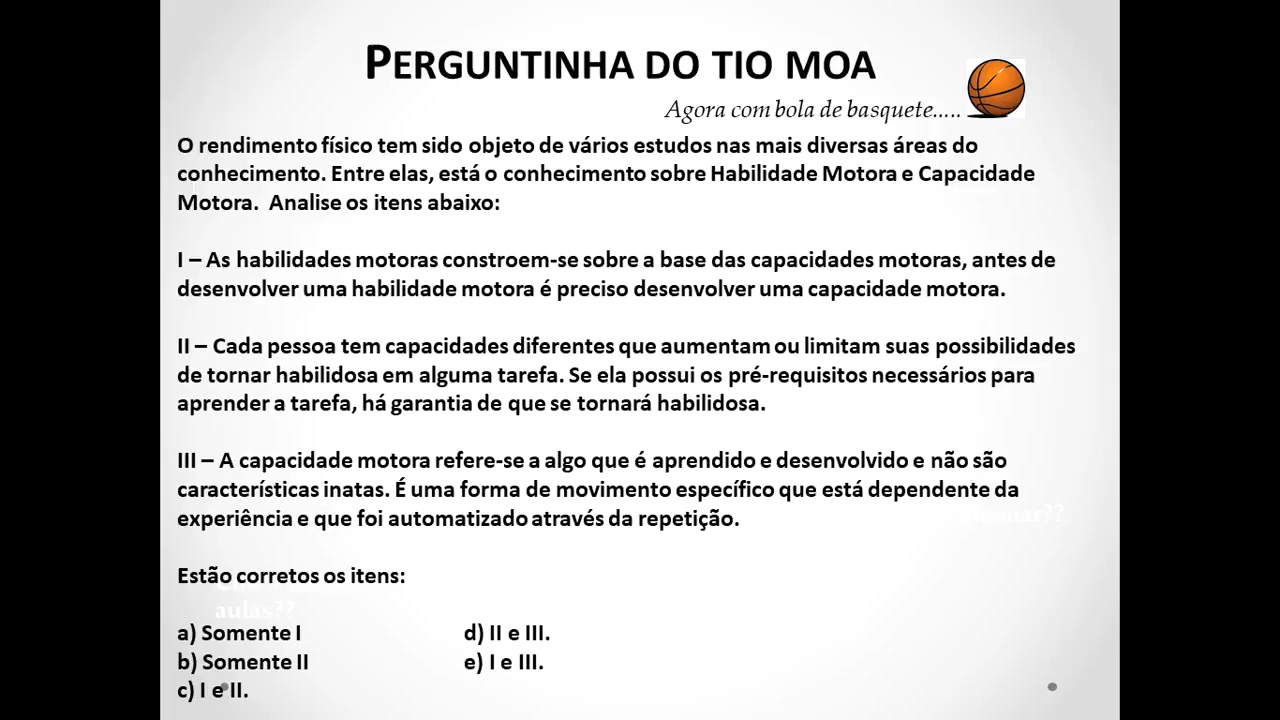 PERGUNTINHA DO TIO MOA
Agora com bola de basquete.....
O rendimento físico tem sido objeto de vários estudos nas mais diversas áreas do
conhecimento. Entre elas, está o conhecimento sobre Habilidade Motora e Capacidade
Motora. Analise os itens abaixo:
I – As habilidades motoras constroem-se sobre a base das capacidades motoras, antes de
desenvolver uma habilidade motora é preciso desenvolver uma capacidade motora.
II – Cada pessoa tem capacidades diferentes que aumentam ou limitam suas possibilidades
de tornar habilidosa em alguma tarefa. Se ela possui os pré-requisitos necessários para
aprender a tarefa, há garantia de que se tornará habilidosa.
III – A capacidade motora refere-se a algo que é aprendido e desenvolvido e não são
características inatas. É uma forma de movimento específico que está dependente da
experiência e que foi automatizado através da repetição.
Estão corretos os itens:
aulas??
a) Somente I d) II e III.
b) Somente II e) I e III.
c) I e II.